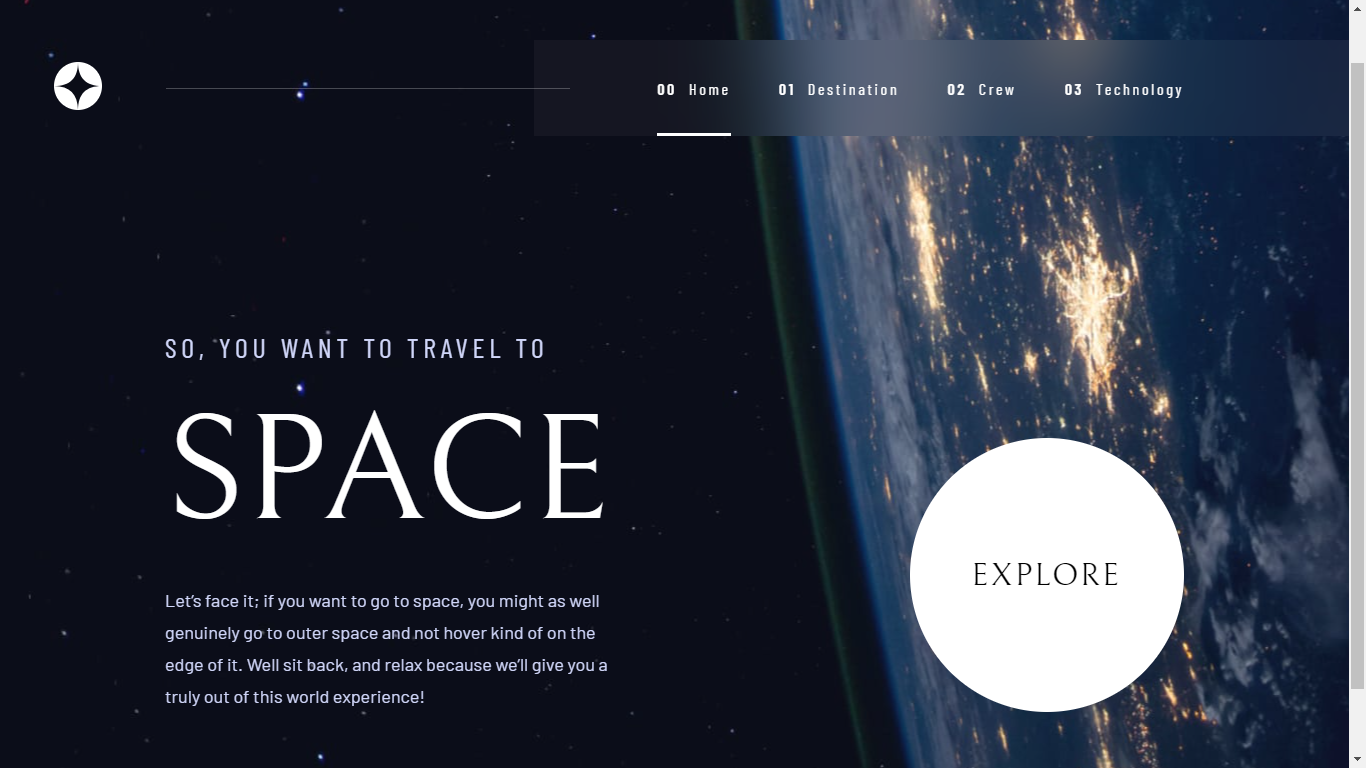 00 Home 01 Destination 02 Crew 03 Technology
SO, YOU WANT TO TRAVEL TO
SPACE
Let’s face it; if you want to go to space, you might as well
genuinely go to outer space and not hover kind of on the
edge of it. Well sit back, and relax because we’ll give you a
truly out of this world experience!
EXPLORE